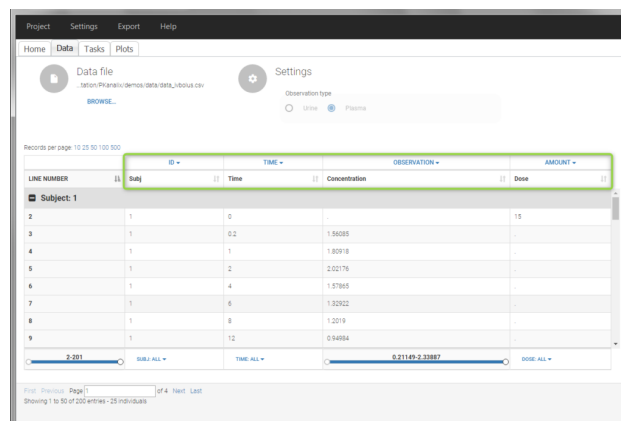 Project Settings Export Help
Home Data Tasks Plots
Data file Settings
...tation/PKanalix/demos/data/data_ivbolus.csv
Observation type
BROWSE...
Urine Plasma
Records per page: 10 25 50 100 500
ID TIME OBSERVATION AMOUNT
LINE NUMBER Subj Time Concentration Dose
Subject: 1
2 1 0 . 15
3 1 0.2 1.56085 .
4 1 1 1.80918 .
5 1 2 2.02176 .
6 1 4 1.57865 .
7 1 6 1.32922 .
8 1 8 1.2019 .
9 1 12 0.94984 .
2-201 SUBJ: ALL TIME: ALL 0.21149-2.33887 DOSE: ALL
First Previous Page 1 of 4 Next Last
Showing 1 to 50 of 200 entries - 25 individuals